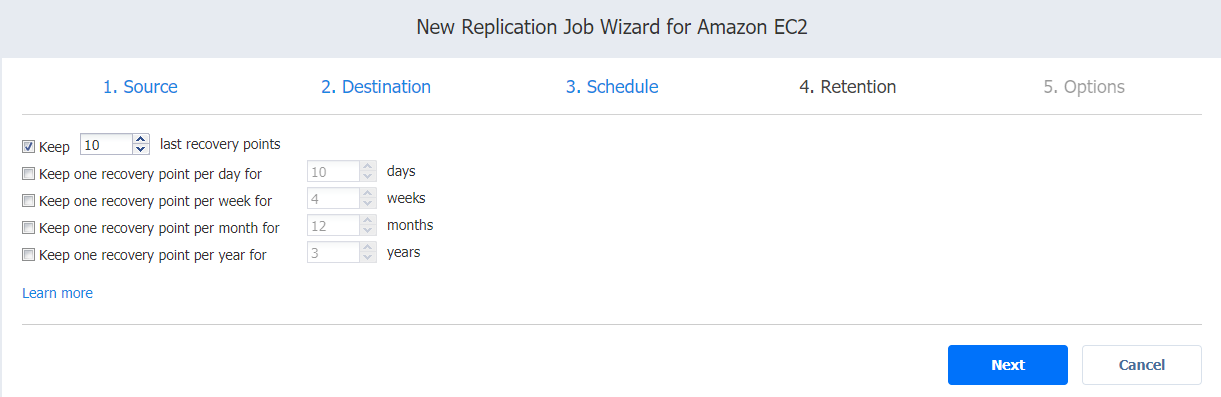 New Replication Job Wizard for Amazon EC2
1. Source 2. Destination 3. Schedule 4. Retention 5. Options
Keep 10 last recovery points
Keep one recovery point per day for 10 days
Keep one recovery point per week for 4 weeks
Keep one recovery point per month for 12 months
Keep one recovery point per year for 3 years
Learn more
Next Cancel